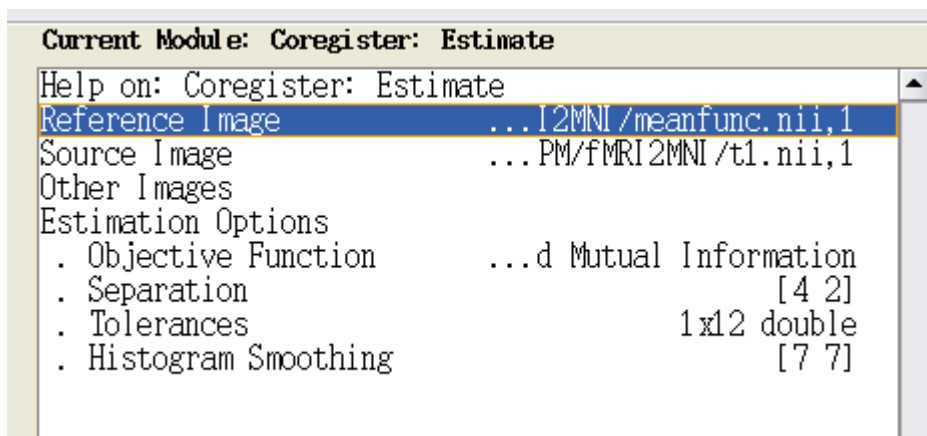 Current Module: Coregister: Estimate
Help on: Coregister: Estimate
Reference Image ...I2MNI/meanfunc.nii,1
Source Image ...PM/fMRI2MNI/t1.nii,1
Other Images
Estimation Options
. Objective Function ...d Mutual Information
. Separation [4 2]
. Tolerances 1x12 double
. Histogram Smoothing [7 7]